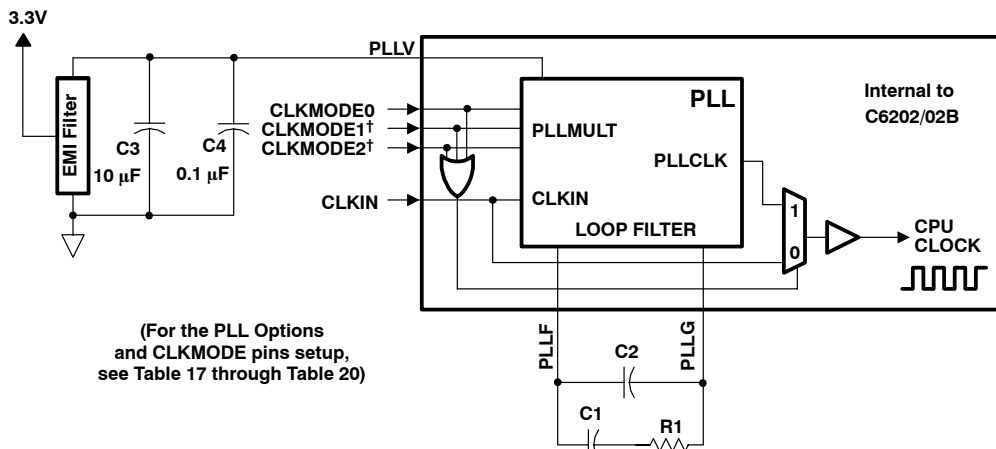 3.3V
PLLV
EMI Filter
C3
10 µF
C4
0.1 µF
CLKMODE0
CLKMODE1†
CLKMODE2†
CLKIN
PLL
PLLMULT
PLLCLK
CLKIN
LOOP FILTER
Internal to
C6202/02B
1
0
CPU
CLOCK
(For the PLL Options
and CLKMODE pins setup,
see Table 17 through Table 20)
PLLF
PLLG
C2
C1
R1